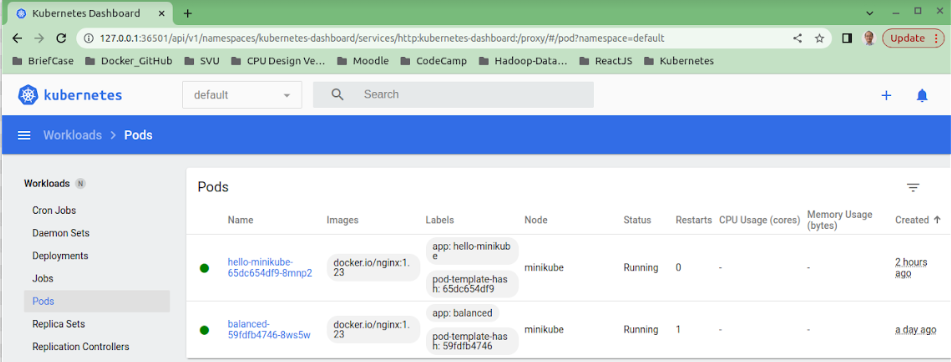 Kubernetes Dashboard
127.0.0.1:36501/api/v1/namespaces/kubernetes-dashboard/services/http:kubernetes-dashboard:/proxy/#/pod?namespace=default
Update
BriefCase Docker_GitHub SVU CPU Design Ve... Moodle CodeCamp Hadoop-Data... ReactJS Kubernetes
kubernetes default Search
Workloads > Pods
Workloads N
Cron Jobs
Daemon Sets
Deployments
Jobs
Pods
Replica Sets
Replication Controllers
Pods
Name Images Labels Node Status Restarts CPU Usage (cores) Memory Usage (bytes) Created ↑
hello-minikube-
65dc654df9-8mnp2
docker.io/nginx:1.
23
app: hello-minikub
e
pod-template-has
h: 65dc654df9
minikube Running 0 - - 2 hours
ago
balanced-
59fdfb4746-8ws5w
docker.io/nginx:1.
23
app: balanced
pod-template-has
h: 59fdfb4746
minikube Running 1 - - a day ago